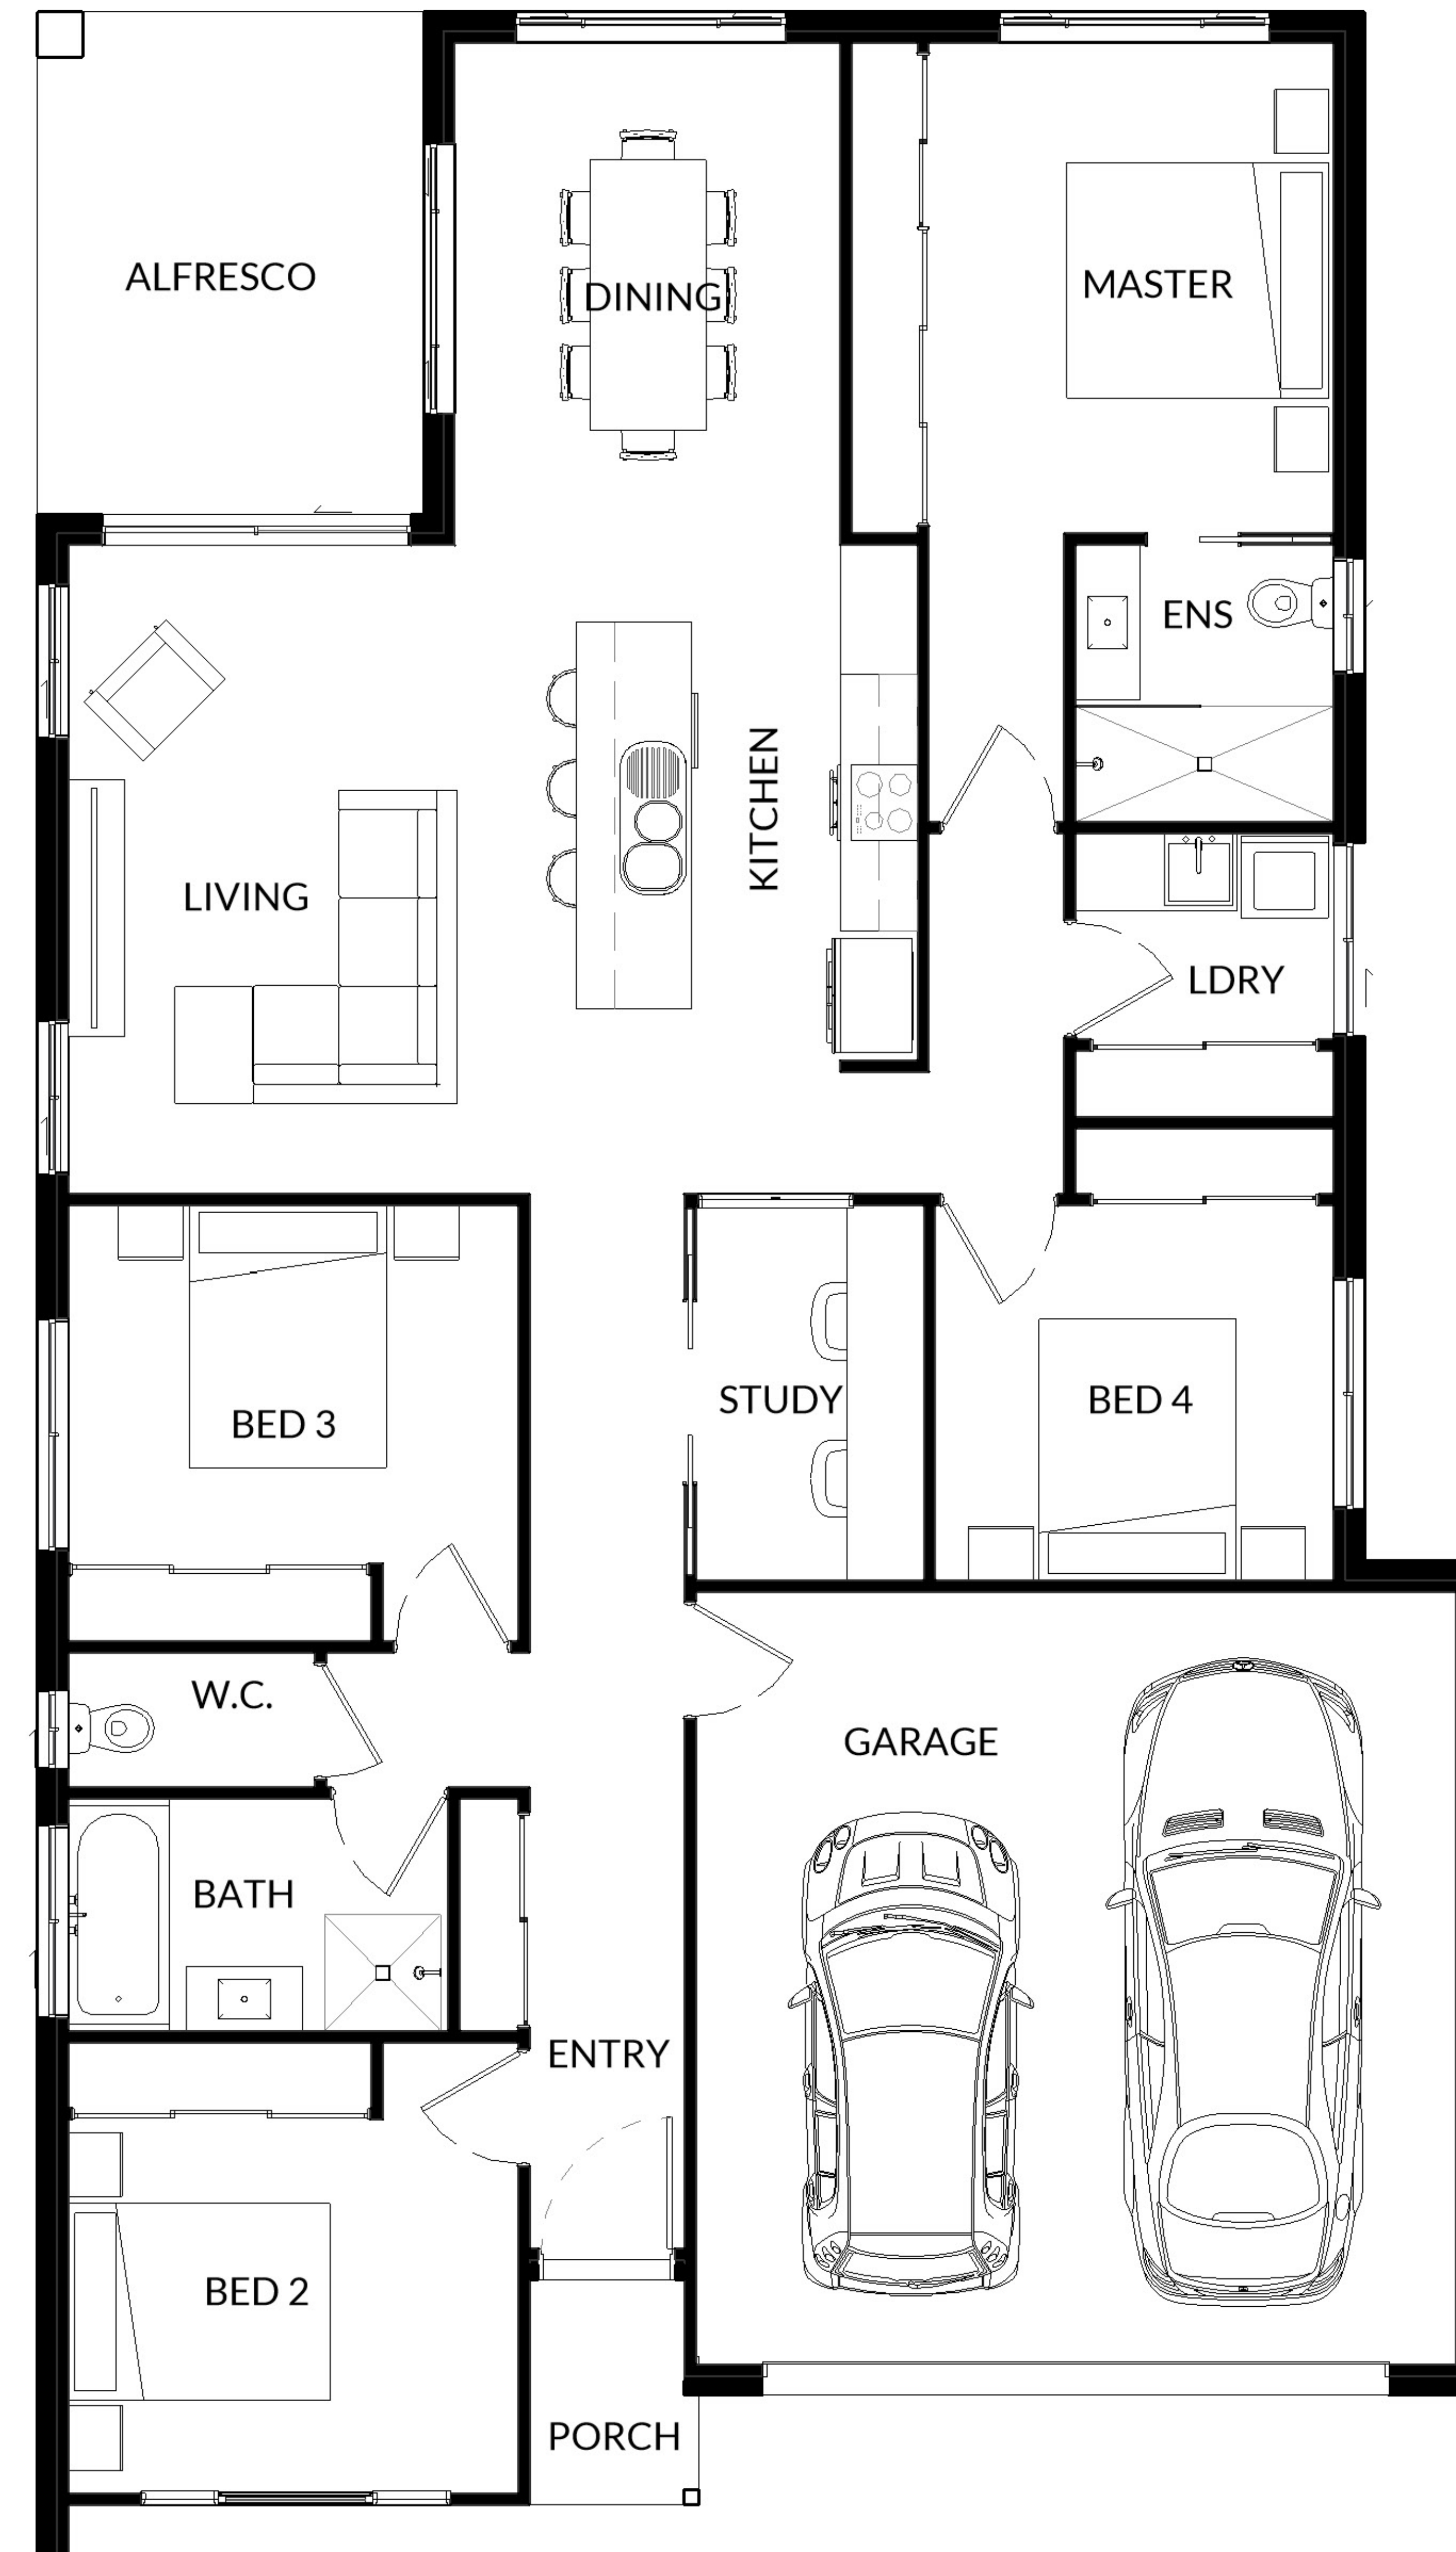 ALFRESCO
DINING
MASTER
ENS
KITCHEN
LIVING
LDRY
STUDY
BED 4
BED 3
W.C.
GARAGE
BATH
ENTRY
BED 2
PORCH